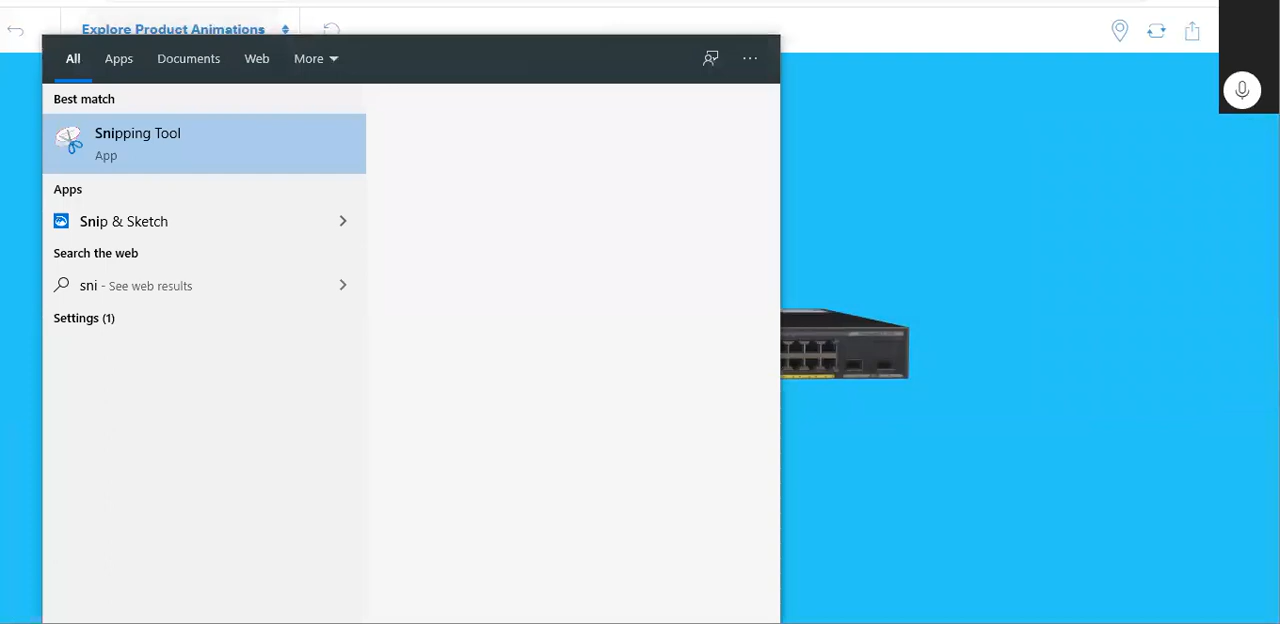 Explore Product Animations
All Apps Documents Web More
Best match
Snipping Tool
App
Apps
Snip & Sketch
Search the web
sni - See web results
Settings (1)